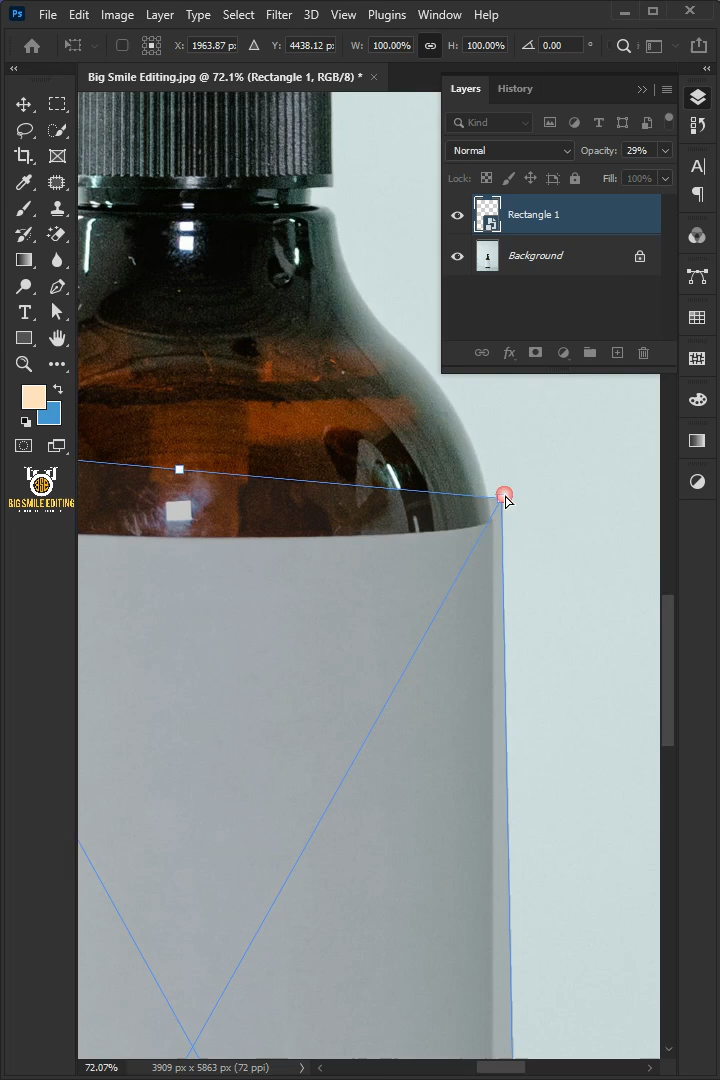 Ps File Edit Image Layer Type Select Filter 3D View Plugins Window Help
X: 1963.87 px Y: 4438.12 px W: 100.00% H: 100.00% 0.00 °
Big Smile Editing.jpg @ 72.1% (Rectangle 1, RGB/8) *
Layers History
Kind
Normal Opacity: 29%
Lock: Fill: 100%
Rectangle 1
Background
BIG SMILE EDITING
72.07% 3909 px x 5863 px (72 ppi)